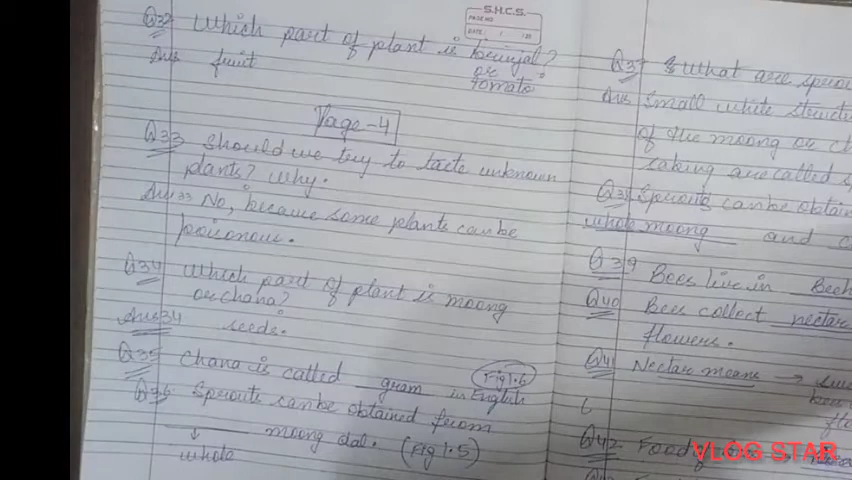 S.H.C.S.
PAGE NO.
DATE: / /20
Q32 Which part of plant is brinjal?
or
tomato
Ans fruit
Page-4
Q33 Should we try to taste unknown
plants? Why.
Ans33 No, because some plants can be
poisonous.
Q34 Which part of plant is moong
or chana?
Ans34 seeds.
Q35 Chana is called gram in English
Fig 1.6
Q36 Sprouts can be obtained from
moong dal. (Fig 1.5)
whole
Q37 What are
Ans Small white
of the moong or
are called
Sprouts can be
whole moong and
Q39 Bees live in
Q40 Bees collect nectar
flowers.
Q41 Nectar means →
Q42 Food
VLOG STAR